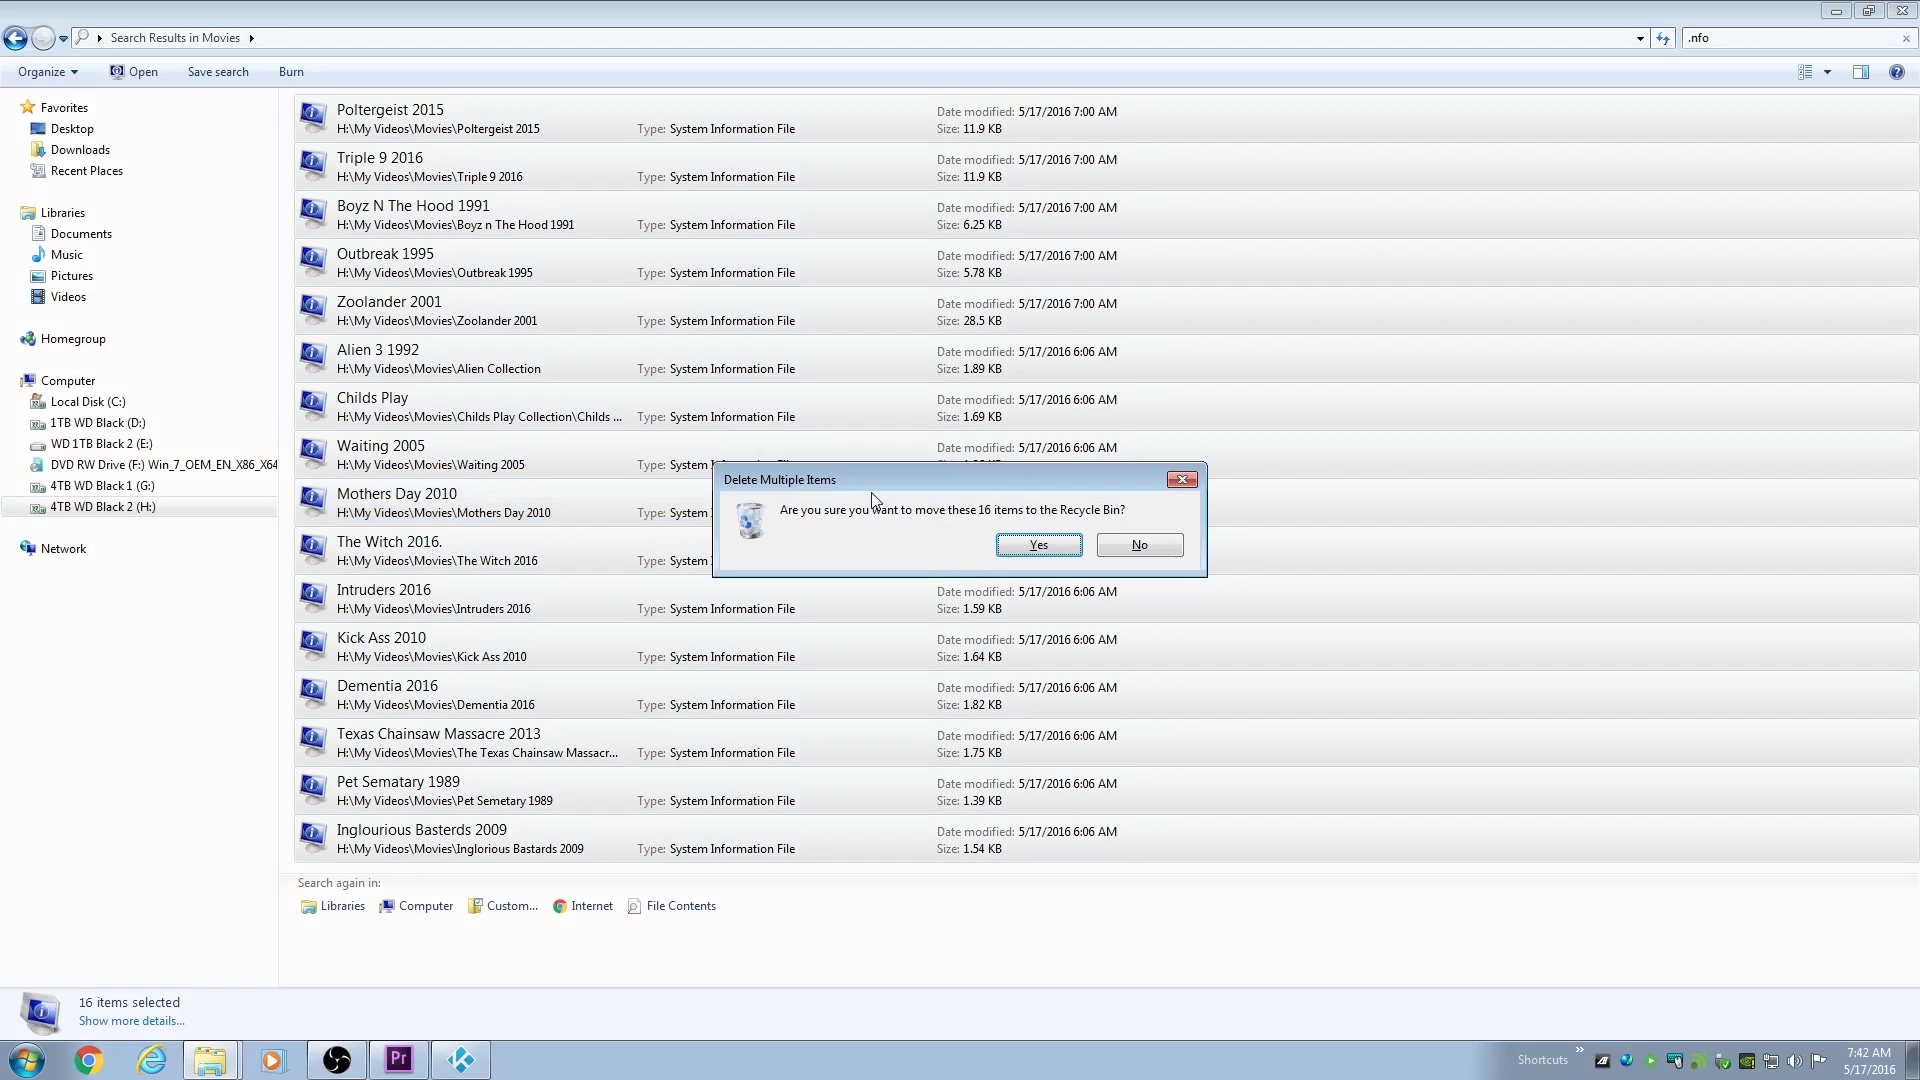 Search Results in Movies
.nfo
Organize
Open
Save search
Burn
Favorites
Desktop
Downloads
Recent Places
Libraries
Documents
Music
Pictures
Videos
Homegroup
Computer
Local Disk (C:)
1TB WD Black (D:)
WD 1TB Black 2 (E:)
DVD RW Drive (F:) Win_7_OEM_EN_X86_X64
4TB WD Black 1 (G:)
4TB WD Black 2 (H:)
Network
Poltergeist 2015
Date modified: 5/17/2016 7:00 AM
H:\My Videos\Movies\Poltergeist 2015 Type: System Information File Size: 11.9 KB
Triple 9 2016
Date modified: 5/17/2016 7:00 AM
H:\My Videos\Movies\Triple 9 2016 Type: System Information File Size: 11.9 KB
Boyz N The Hood 1991
Date modified: 5/17/2016 7:00 AM
H:\My Videos\Movies\Boyz n The Hood 1991 Type: System Information File Size: 6.25 KB
Outbreak 1995
Date modified: 5/17/2016 7:00 AM
H:\My Videos\Movies\Outbreak 1995 Type: System Information File Size: 5.78 KB
Zoolander 2001
Date modified: 5/17/2016 7:00 AM
H:\My Videos\Movies\Zoolander 2001 Type: System Information File Size: 28.5 KB
Alien 3 1992
Date modified: 5/17/2016 6:06 AM
H:\My Videos\Movies\Alien Collection Type: System Information File Size: 1.89 KB
Childs Play
Date modified: 5/17/2016 6:06 AM
H:\My Videos\Movies\Childs Play Collection\Childs ... Type: System Information File Size: 1.69 KB
Waiting 2005
Date modified: 5/17/2016 6:06 AM
H:\My Videos\Movies\Waiting 2005 Type:
Mothers Day 2010
H:\My Videos\Movies\Mothers Day 2010 Type:
The Witch 2016.
H:\My Videos\Movies\The Witch 2016 Type:
Delete Multiple Items
Are you sure you want to move these 16 items to the Recycle Bin?
Yes
No
Intruders 2016
Date modified: 5/17/2016 6:06 AM
H:\My Videos\Movies\Intruders 2016 Type: System Information File Size: 1.59 KB
Kick Ass 2010
Date modified: 5/17/2016 6:06 AM
H:\My Videos\Movies\Kick Ass 2010 Type: System Information File Size: 1.64 KB
Dementia 2016
Date modified: 5/17/2016 6:06 AM
H:\My Videos\Movies\Dementia 2016 Type: System Information File Size: 1.82 KB
Texas Chainsaw Massacre 2013
Date modified: 5/17/2016 6:06 AM
H:\My Videos\Movies\The Texas Chainsaw Massacr... Type: System Information File Size: 1.75 KB
Pet Sematary 1989
Date modified: 5/17/2016 6:06 AM
H:\My Videos\Movies\Pet Semetary 1989 Type: System Information File Size: 1.39 KB
Inglourious Basterds 2009
Date modified: 5/17/2016 6:06 AM
H:\My Videos\Movies\Inglorious Bastards 2009 Type: System Information File Size: 1.54 KB
Search again in:
Libraries
Computer
Custom...
Internet
File Contents
16 items selected
Show more details...
Pr
Shortcuts
7:42 AM
5/17/2016